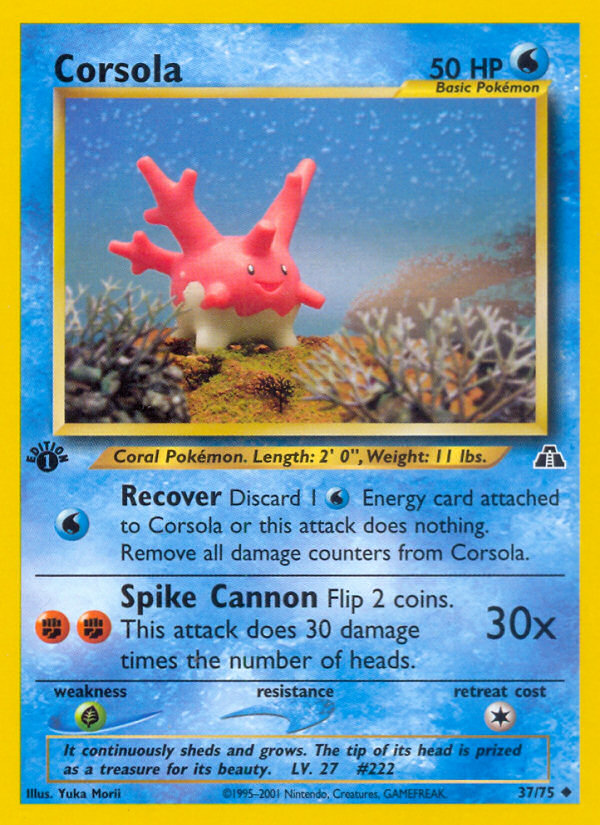 Corsola
50 HP
Basic Pokémon
EDITION
1
Coral Pokémon. Length: 2' 0", Weight: 11 lbs.
Recover Discard 1 Energy card attached
to Corsola or this attack does nothing.
Remove all damage counters from Corsola.
Spike Cannon Flip 2 coins.
This attack does 30 damage
times the number of heads.
30x
weakness
resistance
retreat cost
It continuously sheds and grows. The tip of its head is prized
as a treasure for its beauty. LV. 27 #222
Illus. Yuka Morii
©1995-2001 Nintendo, Creatures, GAMEFREAK.
37/75